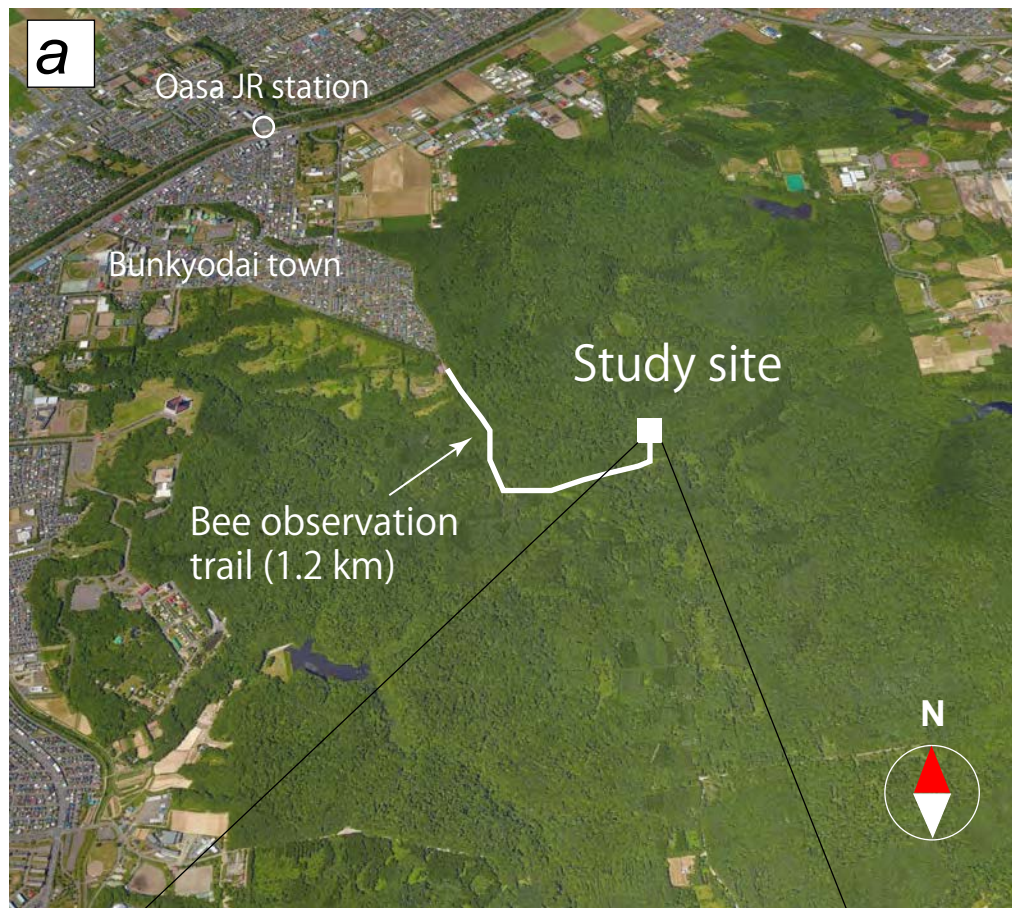 a
Oasa JR station
Bunkyodai town
Study site
Bee observation
trail (1.2 km)
N